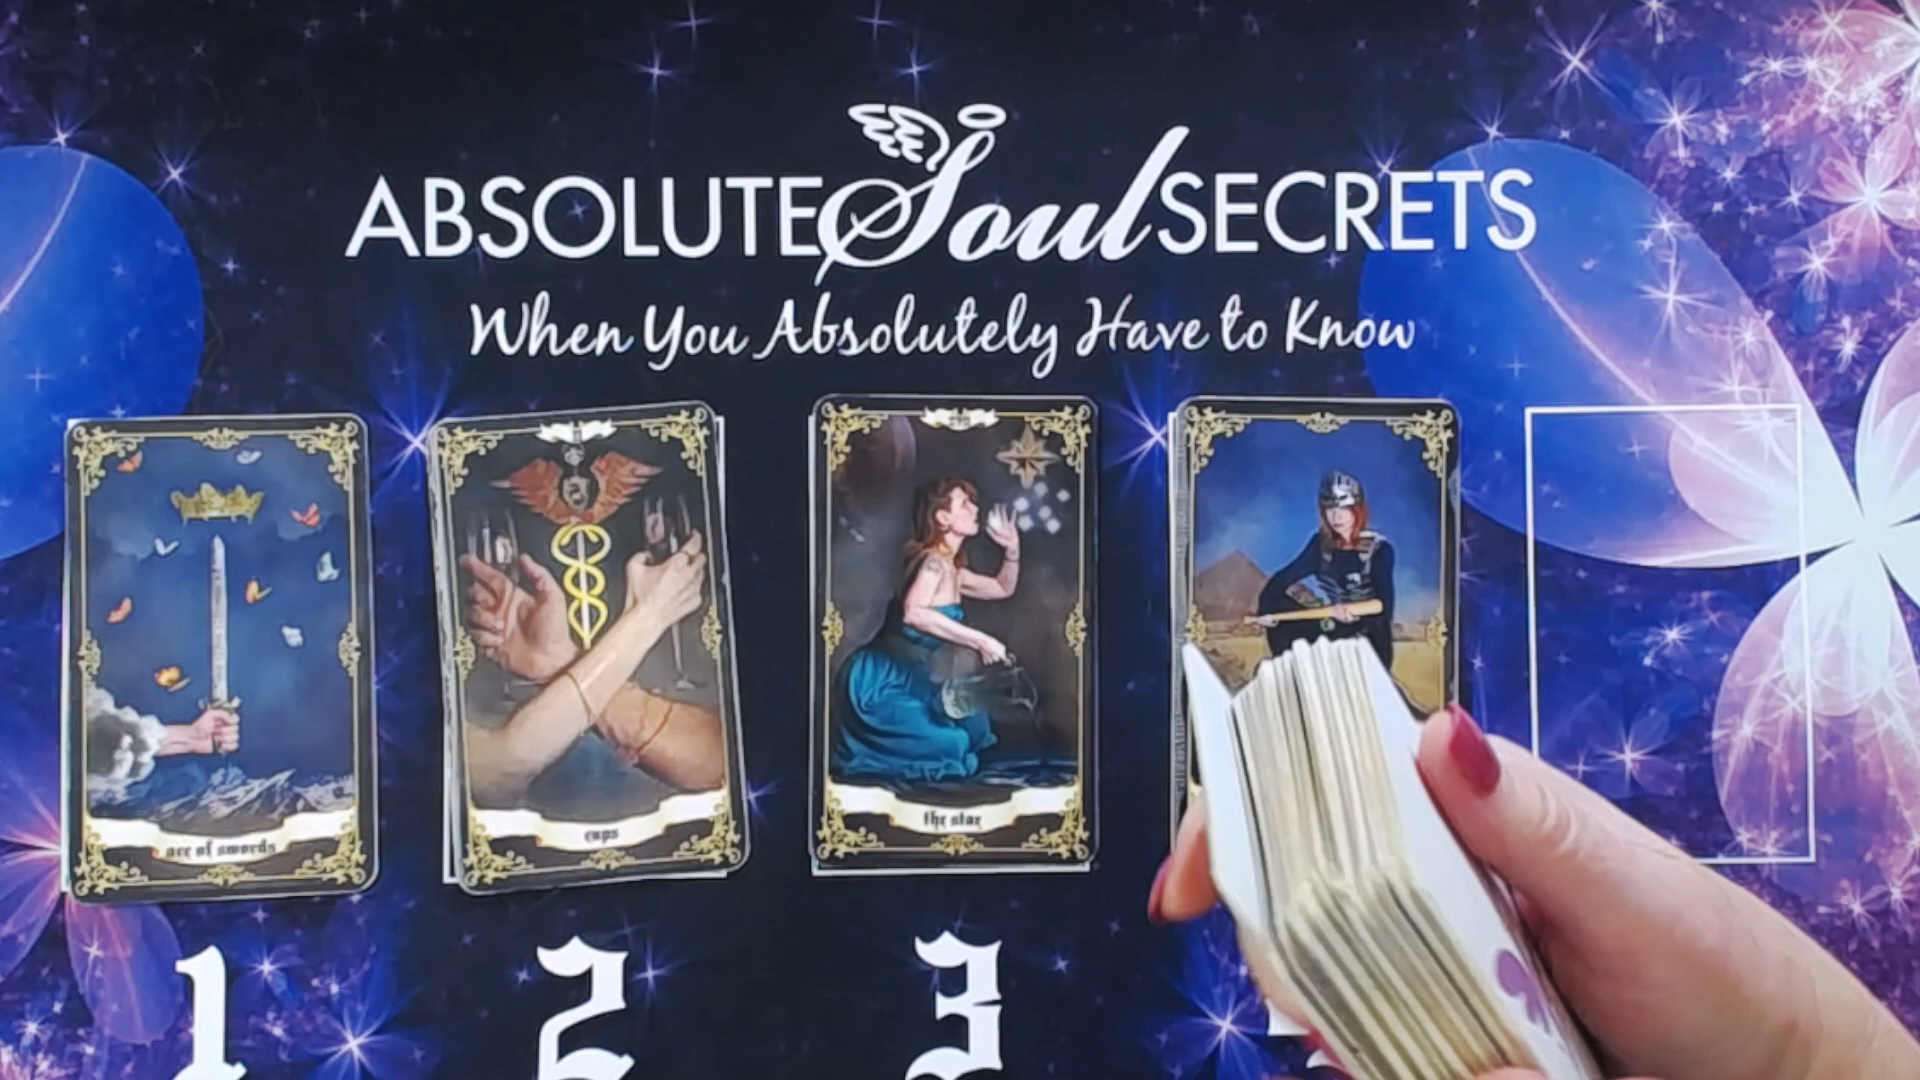 ABSOLUTE Soul SECRETS
When You Absolutely Have to Know
ace of swords
cups
the star
1
2
3